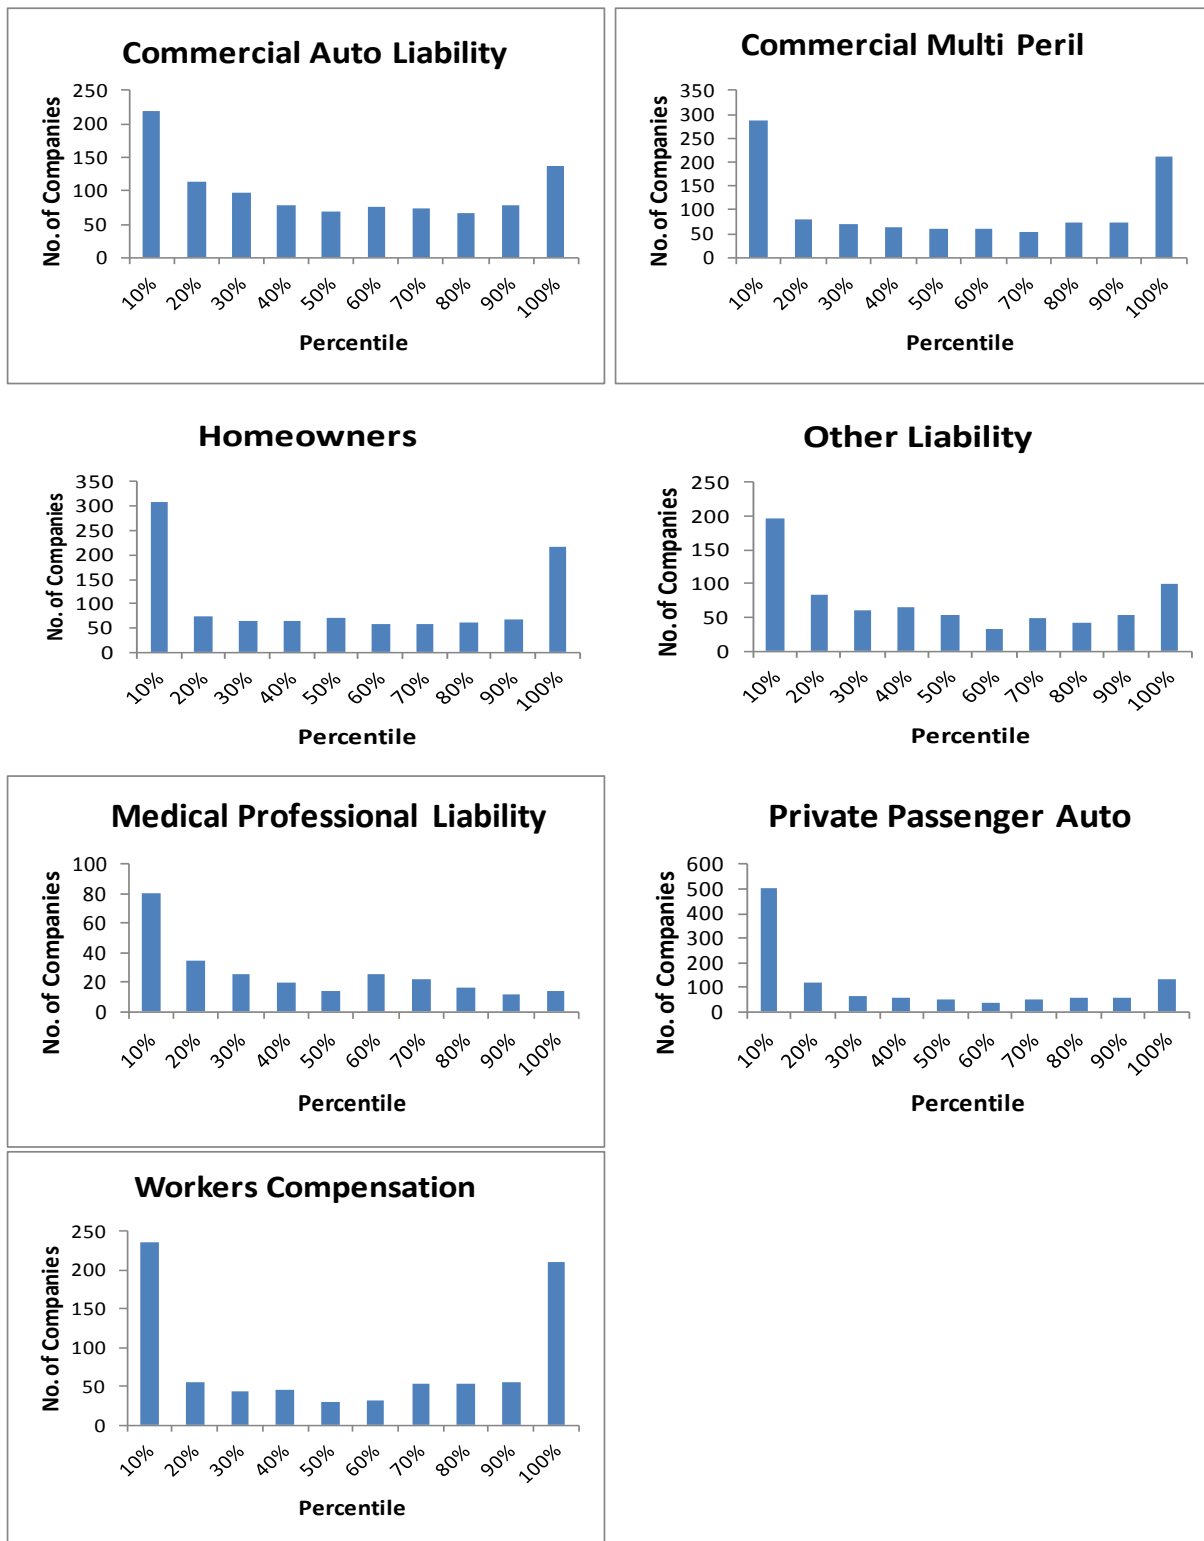 Commercial Auto Liability
No. of Companies
250
200
150
100
50
0
10% 20% 30% 40% 50% 60% 70% 80% 90% 100%
Percentile
Commercial Multi Peril
No. of Companies
350
300
250
200
150
100
50
0
10% 20% 30% 40% 50% 60% 70% 80% 90% 100%
Percentile
Homeowners
No. of Companies
350
300
250
200
150
100
50
0
10% 20% 30% 40% 50% 60% 70% 80% 90% 100%
Percentile
Other Liability
No. of Companies
250
200
150
100
50
0
10% 20% 30% 40% 50% 60% 70% 80% 90% 100%
Percentile
Medical Professional Liability
No. of Companies
100
80
60
40
20
0
10% 20% 30% 40% 50% 60% 70% 80% 90% 100%
Percentile
Private Passenger Auto
No. of Companies
600
500
400
300
200
100
0
10% 20% 30% 40% 50% 60% 70% 80% 90% 100%
Percentile
Workers Compensation
No. of Companies
250
200
150
100
50
0
10% 20% 30% 40% 50% 60% 70% 80% 90% 100%
Percentile